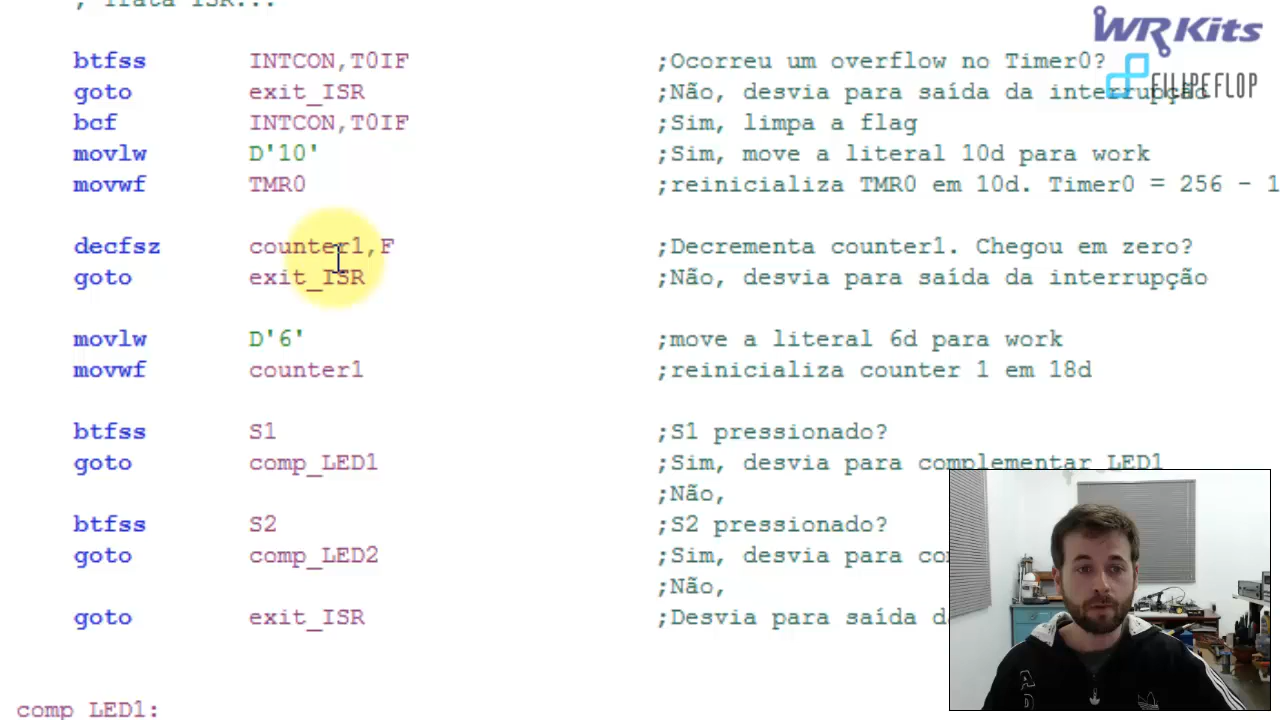 ; Trata ISR...
WR Kits
FILIPEFLOP
btfss INTCON,T0IF ;Ocorreu um overflow no Timer0?
goto exit_ISR ;Não, desvia para saída da interrupção
bcf INTCON,T0IF ;Sim, limpa a flag
movlw D'10' ;Sim, move a literal 10d para work
movwf TMR0 ;reinicializa TMR0 em 10d. Timer0 = 256 - 1
decfsz counter1,F ;Decrementa counter1. Chegou em zero?
goto exit_ISR ;Não, desvia para saída da interrupção
movlw D'6' ;move a literal 6d para work
movwf counter1 ;reinicializa counter 1 em 18d
btfss S1 ;S1 pressionado?
goto comp_LED1 ;Sim, desvia para complementar LED1
;Não,
btfss S2 ;S2 pressionado?
goto comp_LED2 ;Sim, desvia para
;Não,
goto exit_ISR ;Desvia para saída
comp_LED1: